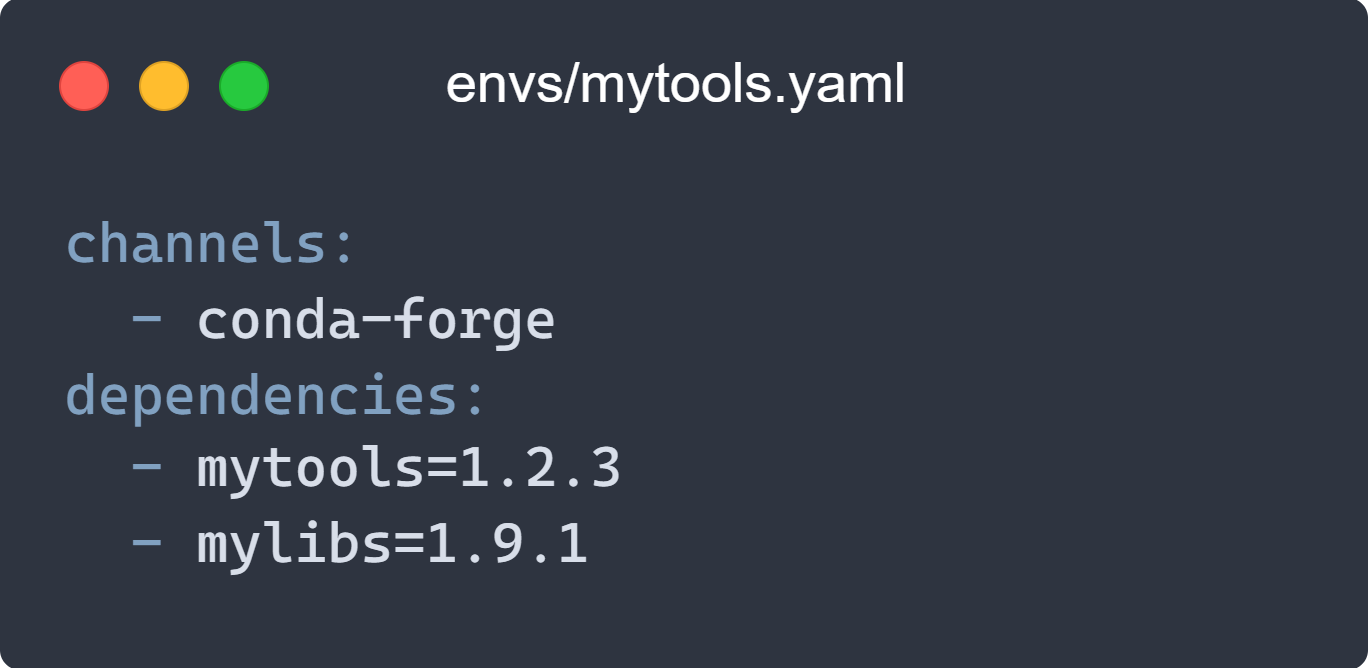 envs/mytools.yaml
channels:
  - conda-forge
dependencies:
  - mytools=1.2.3
  - mylibs=1.9.1